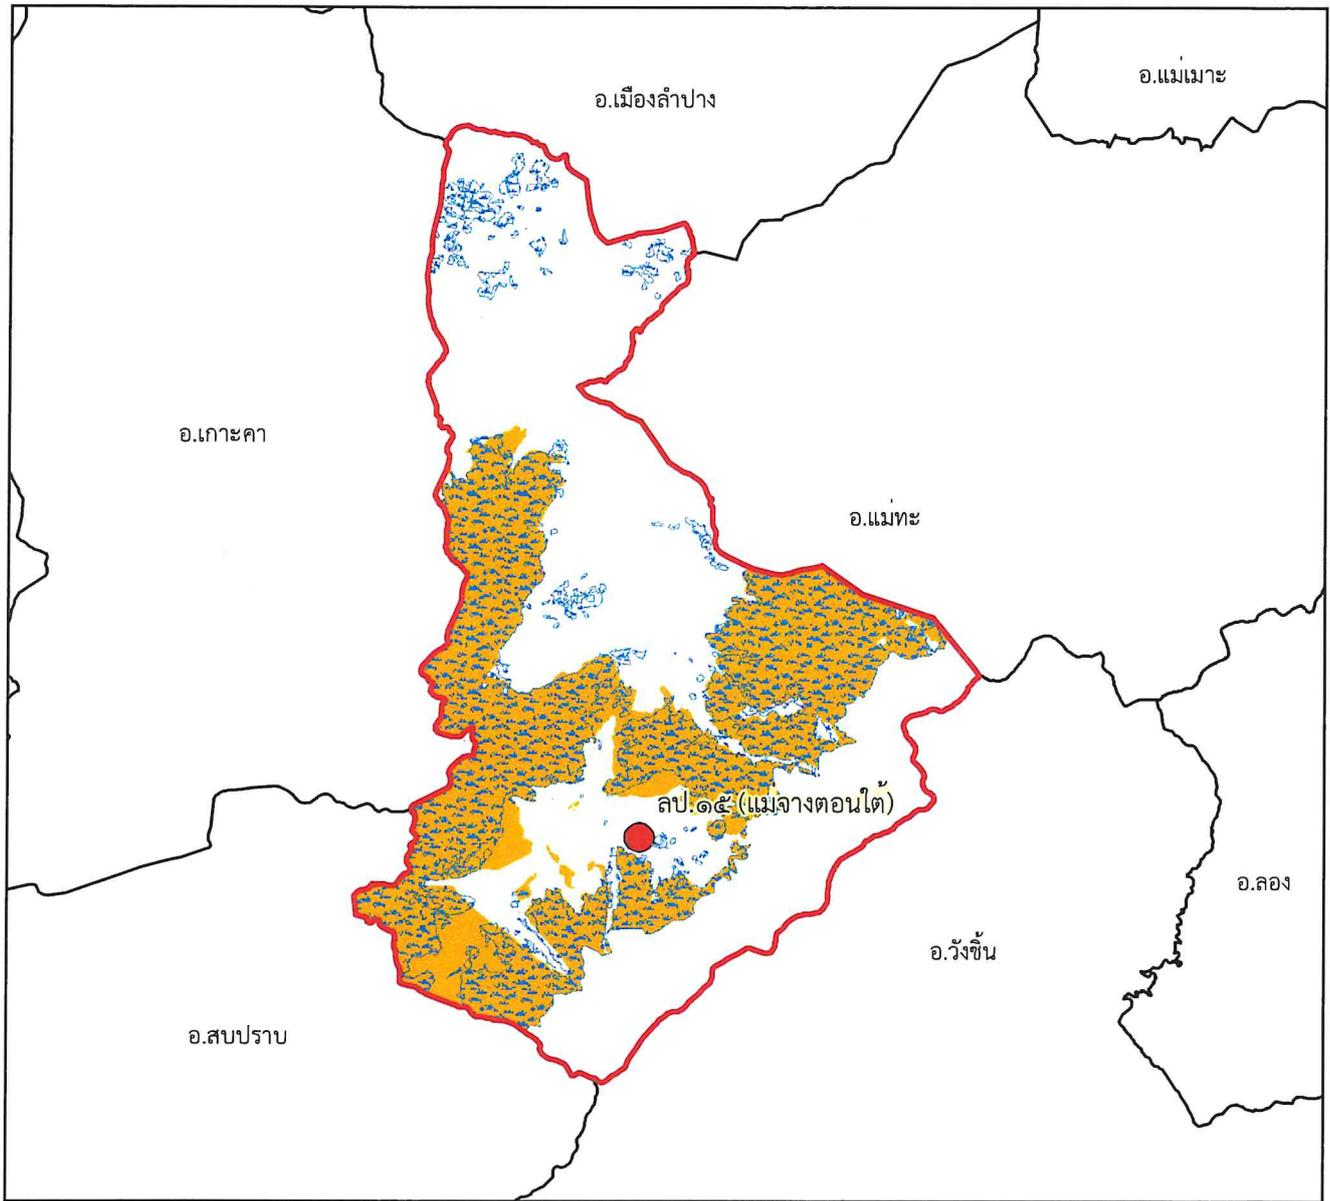 อ.แม่เมาะ
อ.เมืองลำปาง
อ.เกาะคา
อ.แม่ทะ
ลป.๑๕ (แม่จางตอนใต้)
อ.ลอง
อ.วังชิ้น
อ.สบปราบ